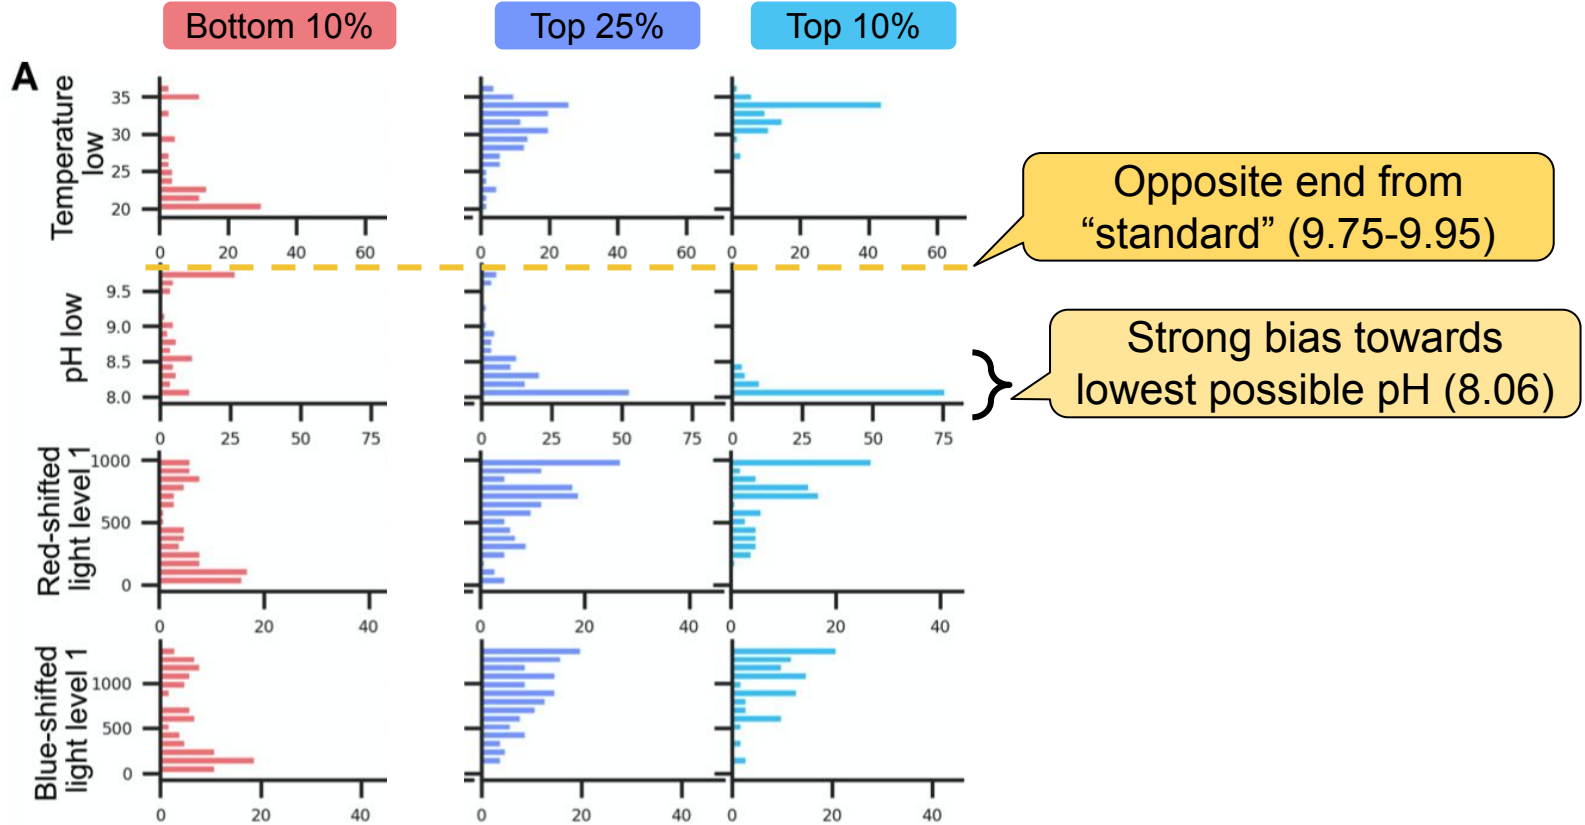 Bottom 10%
Top 25%
Top 10%
A
Temperature
low
35
30
25
20
0 20 40 60
0 20 40 60
0 20 40 60
Opposite end from
“standard” (9.75-9.95)
pH low
9.5
9.0
8.5
8.0
0 25 50 75
0 25 50 75
0 25 50 75
Strong bias towards
lowest possible pH (8.06)
Red-shifted
light level 1
1000
500
0
0 20 40
0 20 40
0 20 40
Blue-shifted
light level 1
1000
500
0
0 20 40
0 20 40
0 20 40